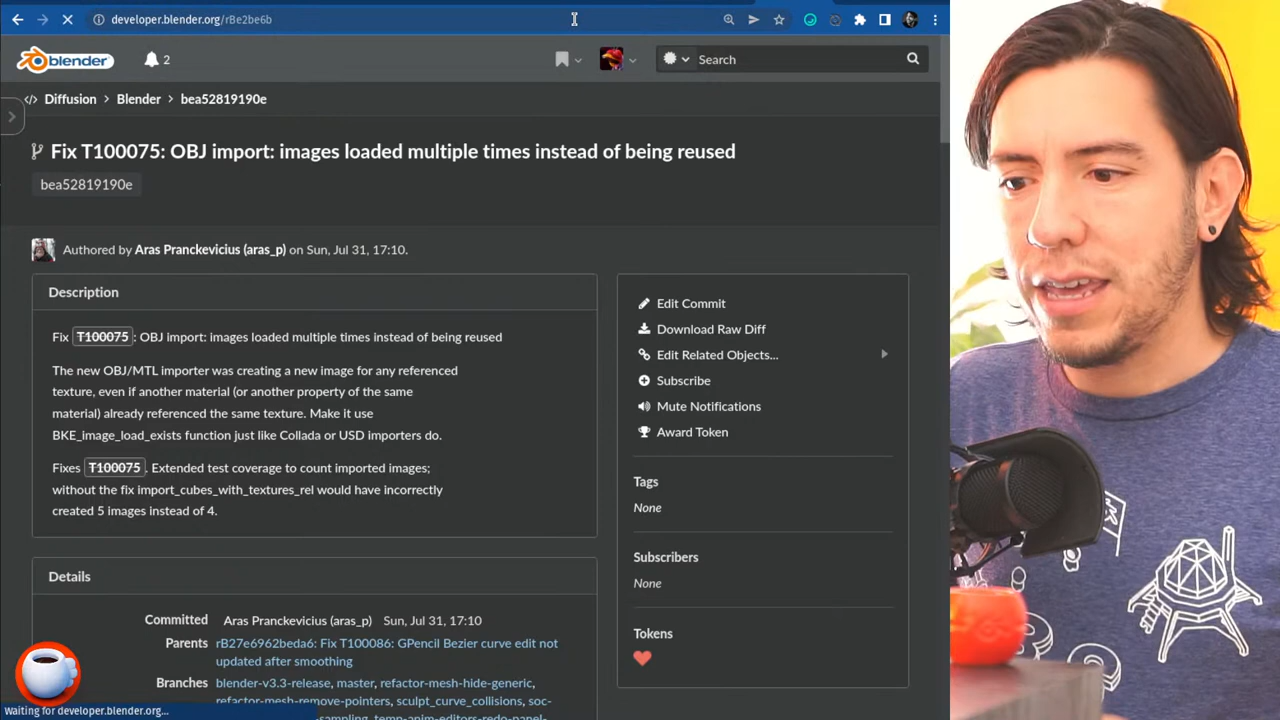 developer.blender.org/rBe2be6b
blender
2
Search
Diffusion > Blender > bea52819190e
Fix T100075: OBJ import: images loaded multiple times instead of being reused
bea52819190e
Authored by Aras Pranckevicius (aras_p) on Sun, Jul 31, 17:10.
Description
Fix T100075: OBJ import: images loaded multiple times instead of being reused
The new OBJ/MTL importer was creating a new image for any referenced
texture, even if another material (or another property of the same
material) already referenced the same texture. Make it use
BKE_image_load_exists function just like Collada or USD importers do.
Fixes T100075. Extended test coverage to count imported images;
without the fix import_cubes_with_textures_rel would have incorrectly
created 5 images instead of 4.
Edit Commit
Download Raw Diff
Edit Related Objects...
Subscribe
Mute Notifications
Award Token
Tags
None
Subscribers
None
Tokens
Details
Committed Aras Pranckevicius (aras_p) Sun, Jul 31, 17:10
Parents rB27e6962beda6: Fix T100086: GPencil Bezier curve edit not
updated after smoothing
Branches blender-v3.3-release, master, refactor-mesh-hide-generic,
refactor-mesh-remove-pointers, sculpt_curve_collisions, soc-
Waiting for developer.blender.org...